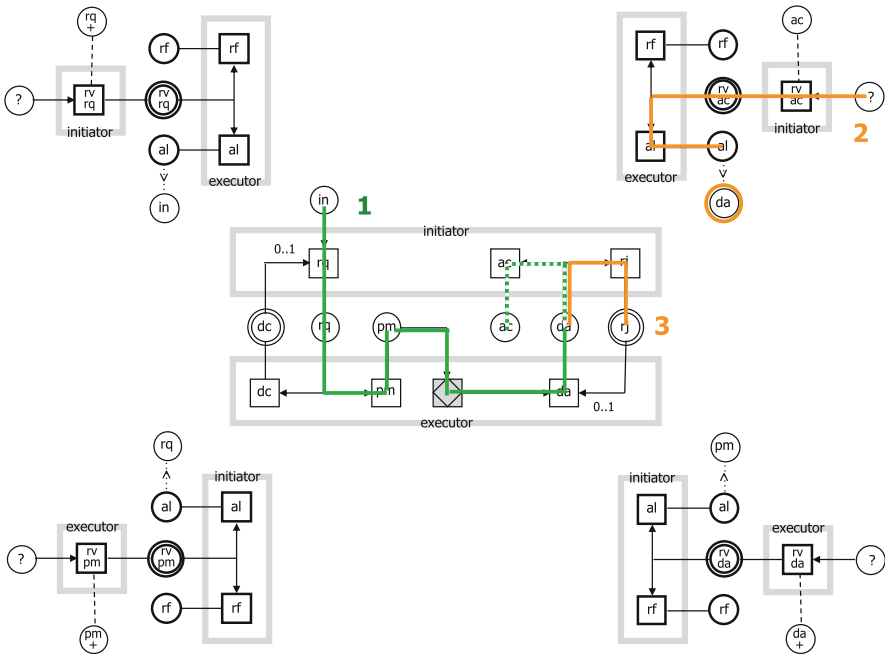 rq
+
rf
rf
?
rv
rq
rv
rq
initiator
al
al
in
executor
rf
rf
ac
rv
ac
rv
ac
?
2
initiator
al
al
executor
da
in
1
initiator
0..1
rq
ac
rj
dc
rq
pm
ac
da
rj
3
dc
pm
da
0..1
executor
rq
initiator
al
al
executor
?
rv
pm
rv
pm
rf
rf
pm
+
pm
initiator
al
al
executor
rv
da
rv
da
?
rf
rf
da
+